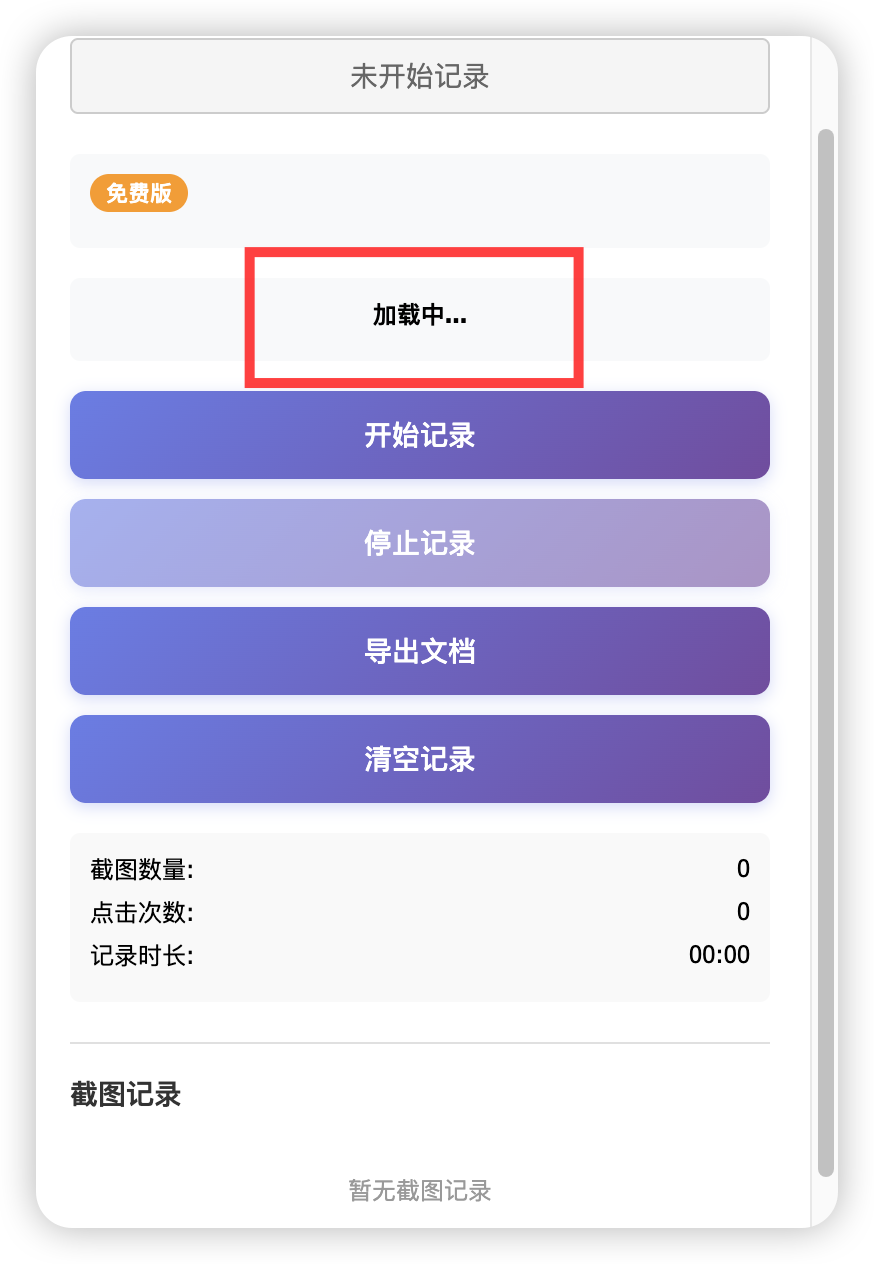 未开始记录
免费版
加载中...
开始记录
停止记录
导出文档
清空记录
截图数量: 0
点击次数: 0
记录时长: 00:00
截图记录
暂无截图记录